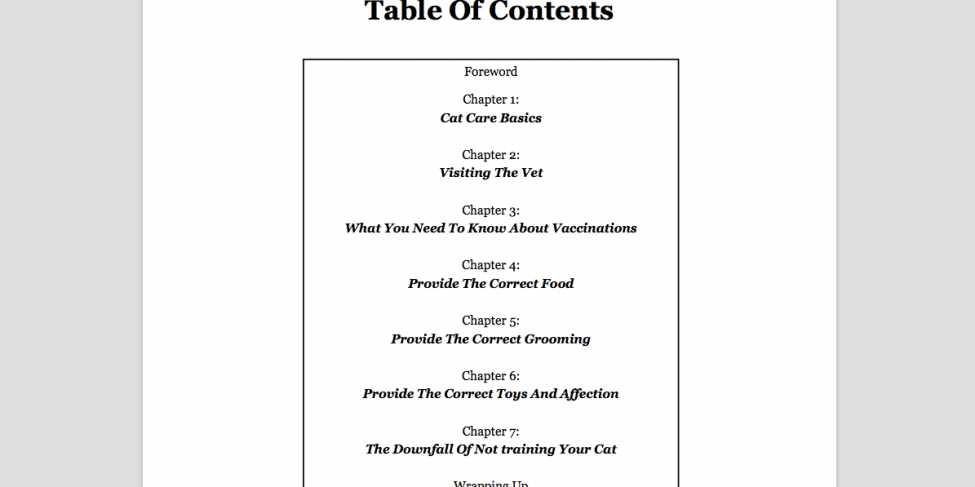 Table Of Contents
Foreword
Chapter 1:
Cat Care Basics
Chapter 2:
Visiting The Vet
Chapter 3:
What You Need To Know About Vaccinations
Chapter 4:
Provide The Correct Food
Chapter 5:
Provide The Correct Grooming
Chapter 6:
Provide The Correct Toys And Affection
Chapter 7:
The Downfall Of Not training Your Cat
Wrapping Up